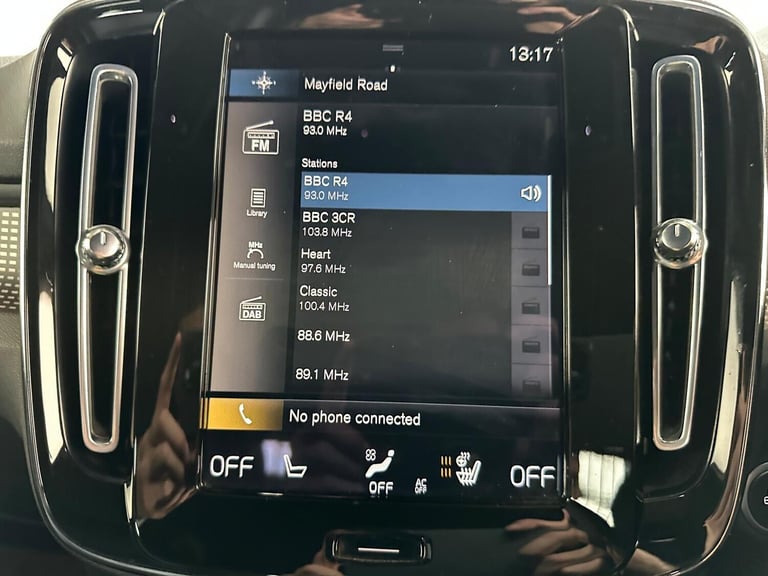 13:17
Mayfield Road
BBC R4
93.0 MHz
FM
Stations
BBC R4
93.0 MHz
BBC 3CR
103.8 MHz
Library
Heart
97.6 MHz
MHz
Manual tuning
Classic
100.4 MHz
DAB
88.6 MHz
89.1 MHz
No phone connected
OFF
OFF
AC
OFF
OFF